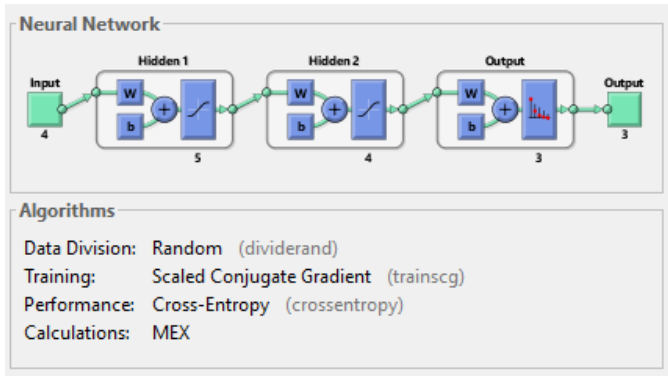 Neural Network
Hidden 1 Hidden 2 Output
Input Output
W W W
b b b
4 3
5 4 3
Algorithms
Data Division: Random (dividerand)
Training: Scaled Conjugate Gradient (trainscg)
Performance: Cross-Entropy (crossentropy)
Calculations: MEX